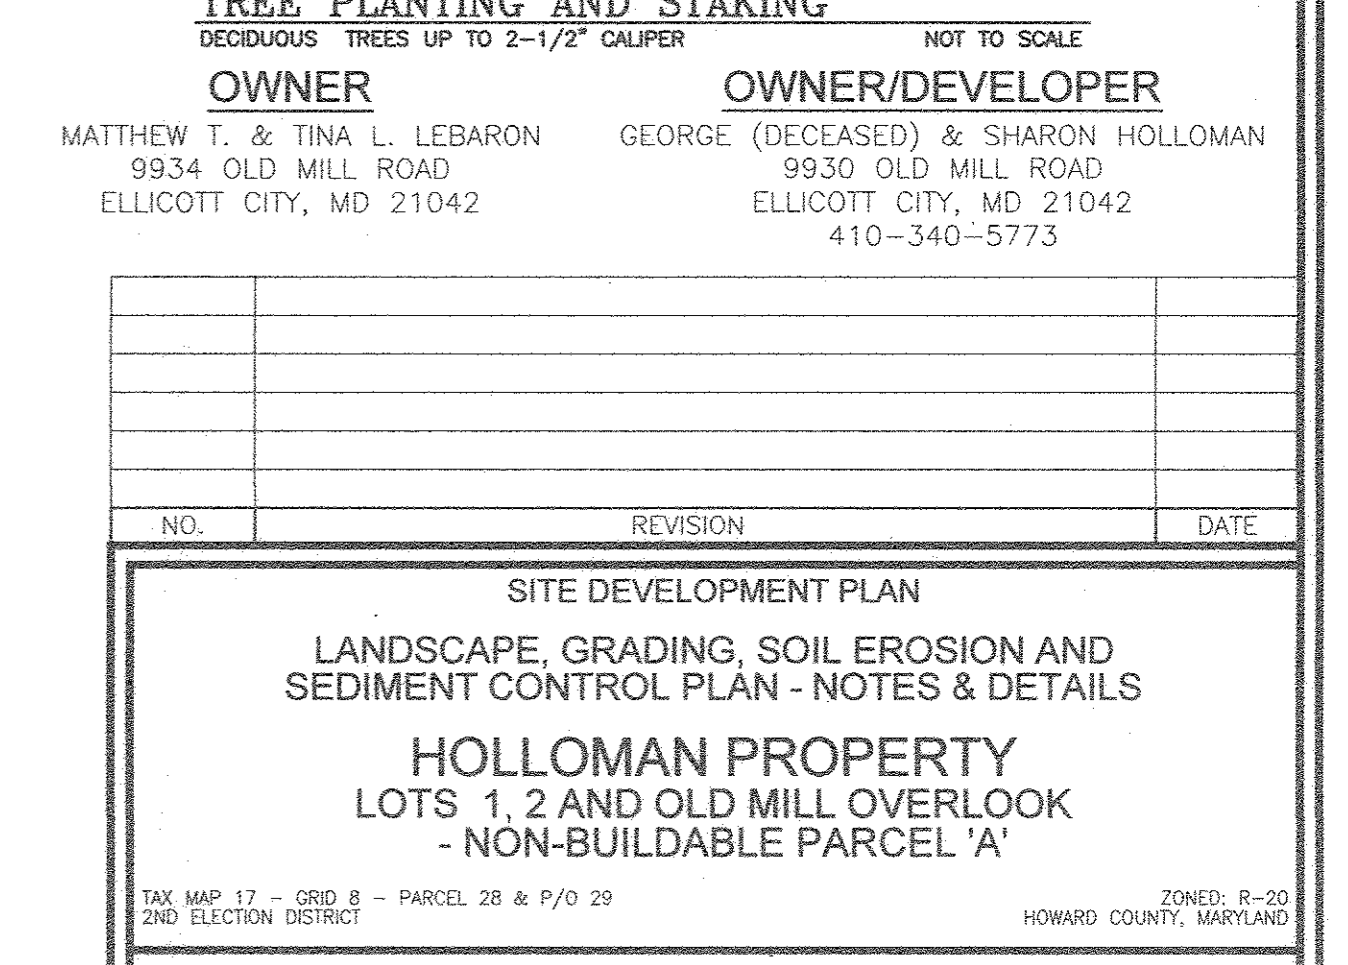 TREE PLANTING AND STAKING
DECIDUOUS TREES UP TO 2-1/2" CALIPER NOT TO SCALE
OWNER
MATTHEW T. & TINA L. LEBARON
9934 OLD MILL ROAD
ELLICOTT CITY, MD 21042
OWNER/DEVELOPER
GEORGE (DECEASED) & SHARON HOLLOMAN
9930 OLD MILL ROAD
ELLICOTT CITY, MD 21042
410-340-5773
NO. REVISION DATE
SITE DEVELOPMENT PLAN
LANDSCAPE, GRADING, SOIL EROSION AND
SEDIMENT CONTROL PLAN - NOTES & DETAILS
HOLLOMAN PROPERTY
LOTS 1, 2 AND OLD MILL OVERLOOK
- NON-BUILDABLE PARCEL 'A'
TAX MAP 17 - GRID 8 - PARCEL 28 & P/O 29
2ND ELECTION DISTRICT
ZONED: R-20
HOWARD COUNTY, MARYLAND